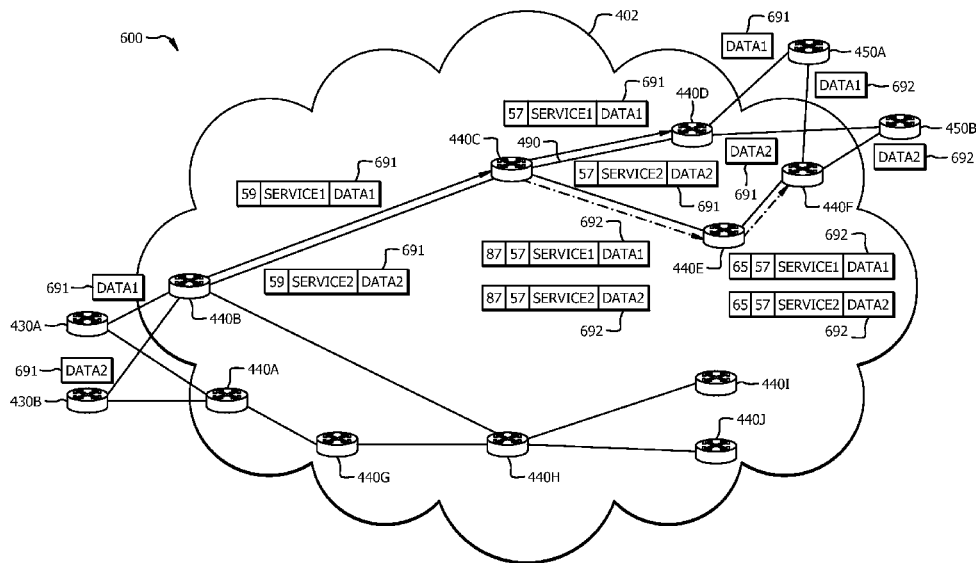 402
600
691
DATA1
450A
DATA1
692
691
57 SERVICE1 DATA1
440D
440C
490
450B
DATA2
691
DATA2
692
57 SERVICE2 DATA2
691
691
59 SERVICE1 DATA1
440F
692
440E
692
87 57 SERVICE1 DATA1
65 57 SERVICE1 DATA1
691
59 SERVICE2 DATA2
691 DATA1
440B
87 57 SERVICE2 DATA2
692
65 57 SERVICE2 DATA2
692
430A
691 DATA2
440A
430B
440I
440J
440G
440H